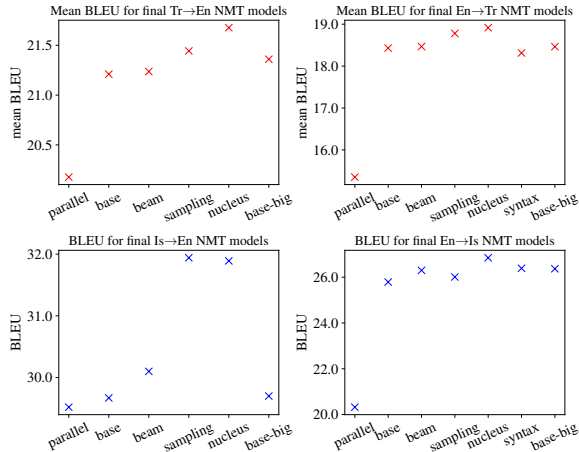 Mean BLEU for final Tr→En NMT models
mean BLEU
21.5
21.0
20.5
parallel
base
beam
sampling
nucleus
base-big
Mean BLEU for final En→Tr NMT models
mean BLEU
19.0
18.0
17.0
16.0
parallel
base
beam
sampling
nucleus
syntax
base-big
BLEU for final Is→En NMT models
BLEU
32.0
31.0
30.0
parallel
base
beam
sampling
nucleus
base-big
BLEU for final En→Is NMT models
BLEU
26.0
24.0
22.0
20.0
parallel
base
beam
sampling
nucleus
syntax
base-big